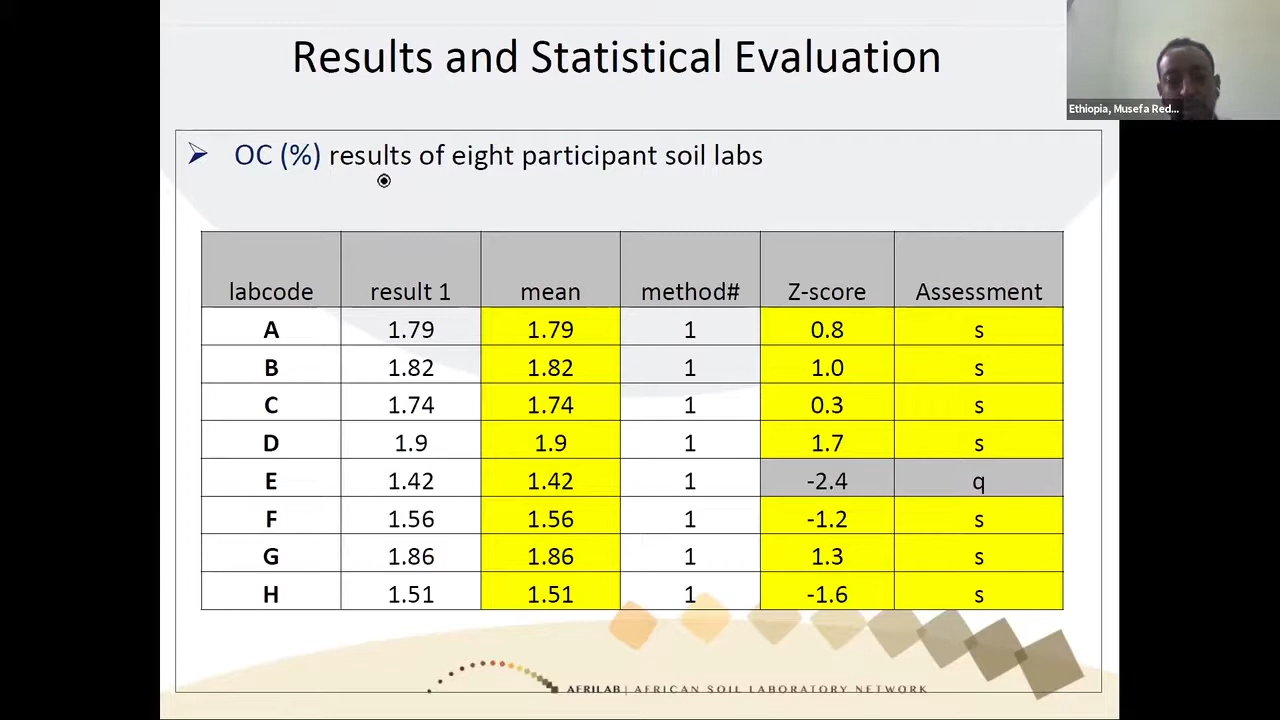 Results and Statistical Evaluation
Ethiopia, Musefa Red...
OC (%) results of eight participant soil labs
labcode result 1 mean method# Z-score Assessment
A 1.79 1.79 1 0.8 s
B 1.82 1.82 1 1.0 s
C 1.74 1.74 1 0.3 s
D 1.9 1.9 1 1.7 s
E 1.42 1.42 1 -2.4 q
F 1.56 1.56 1 -1.2 s
G 1.86 1.86 1 1.3 s
H 1.51 1.51 1 -1.6 s
AFRILAB | AFRICAN SOIL LABORATORY NETWORK